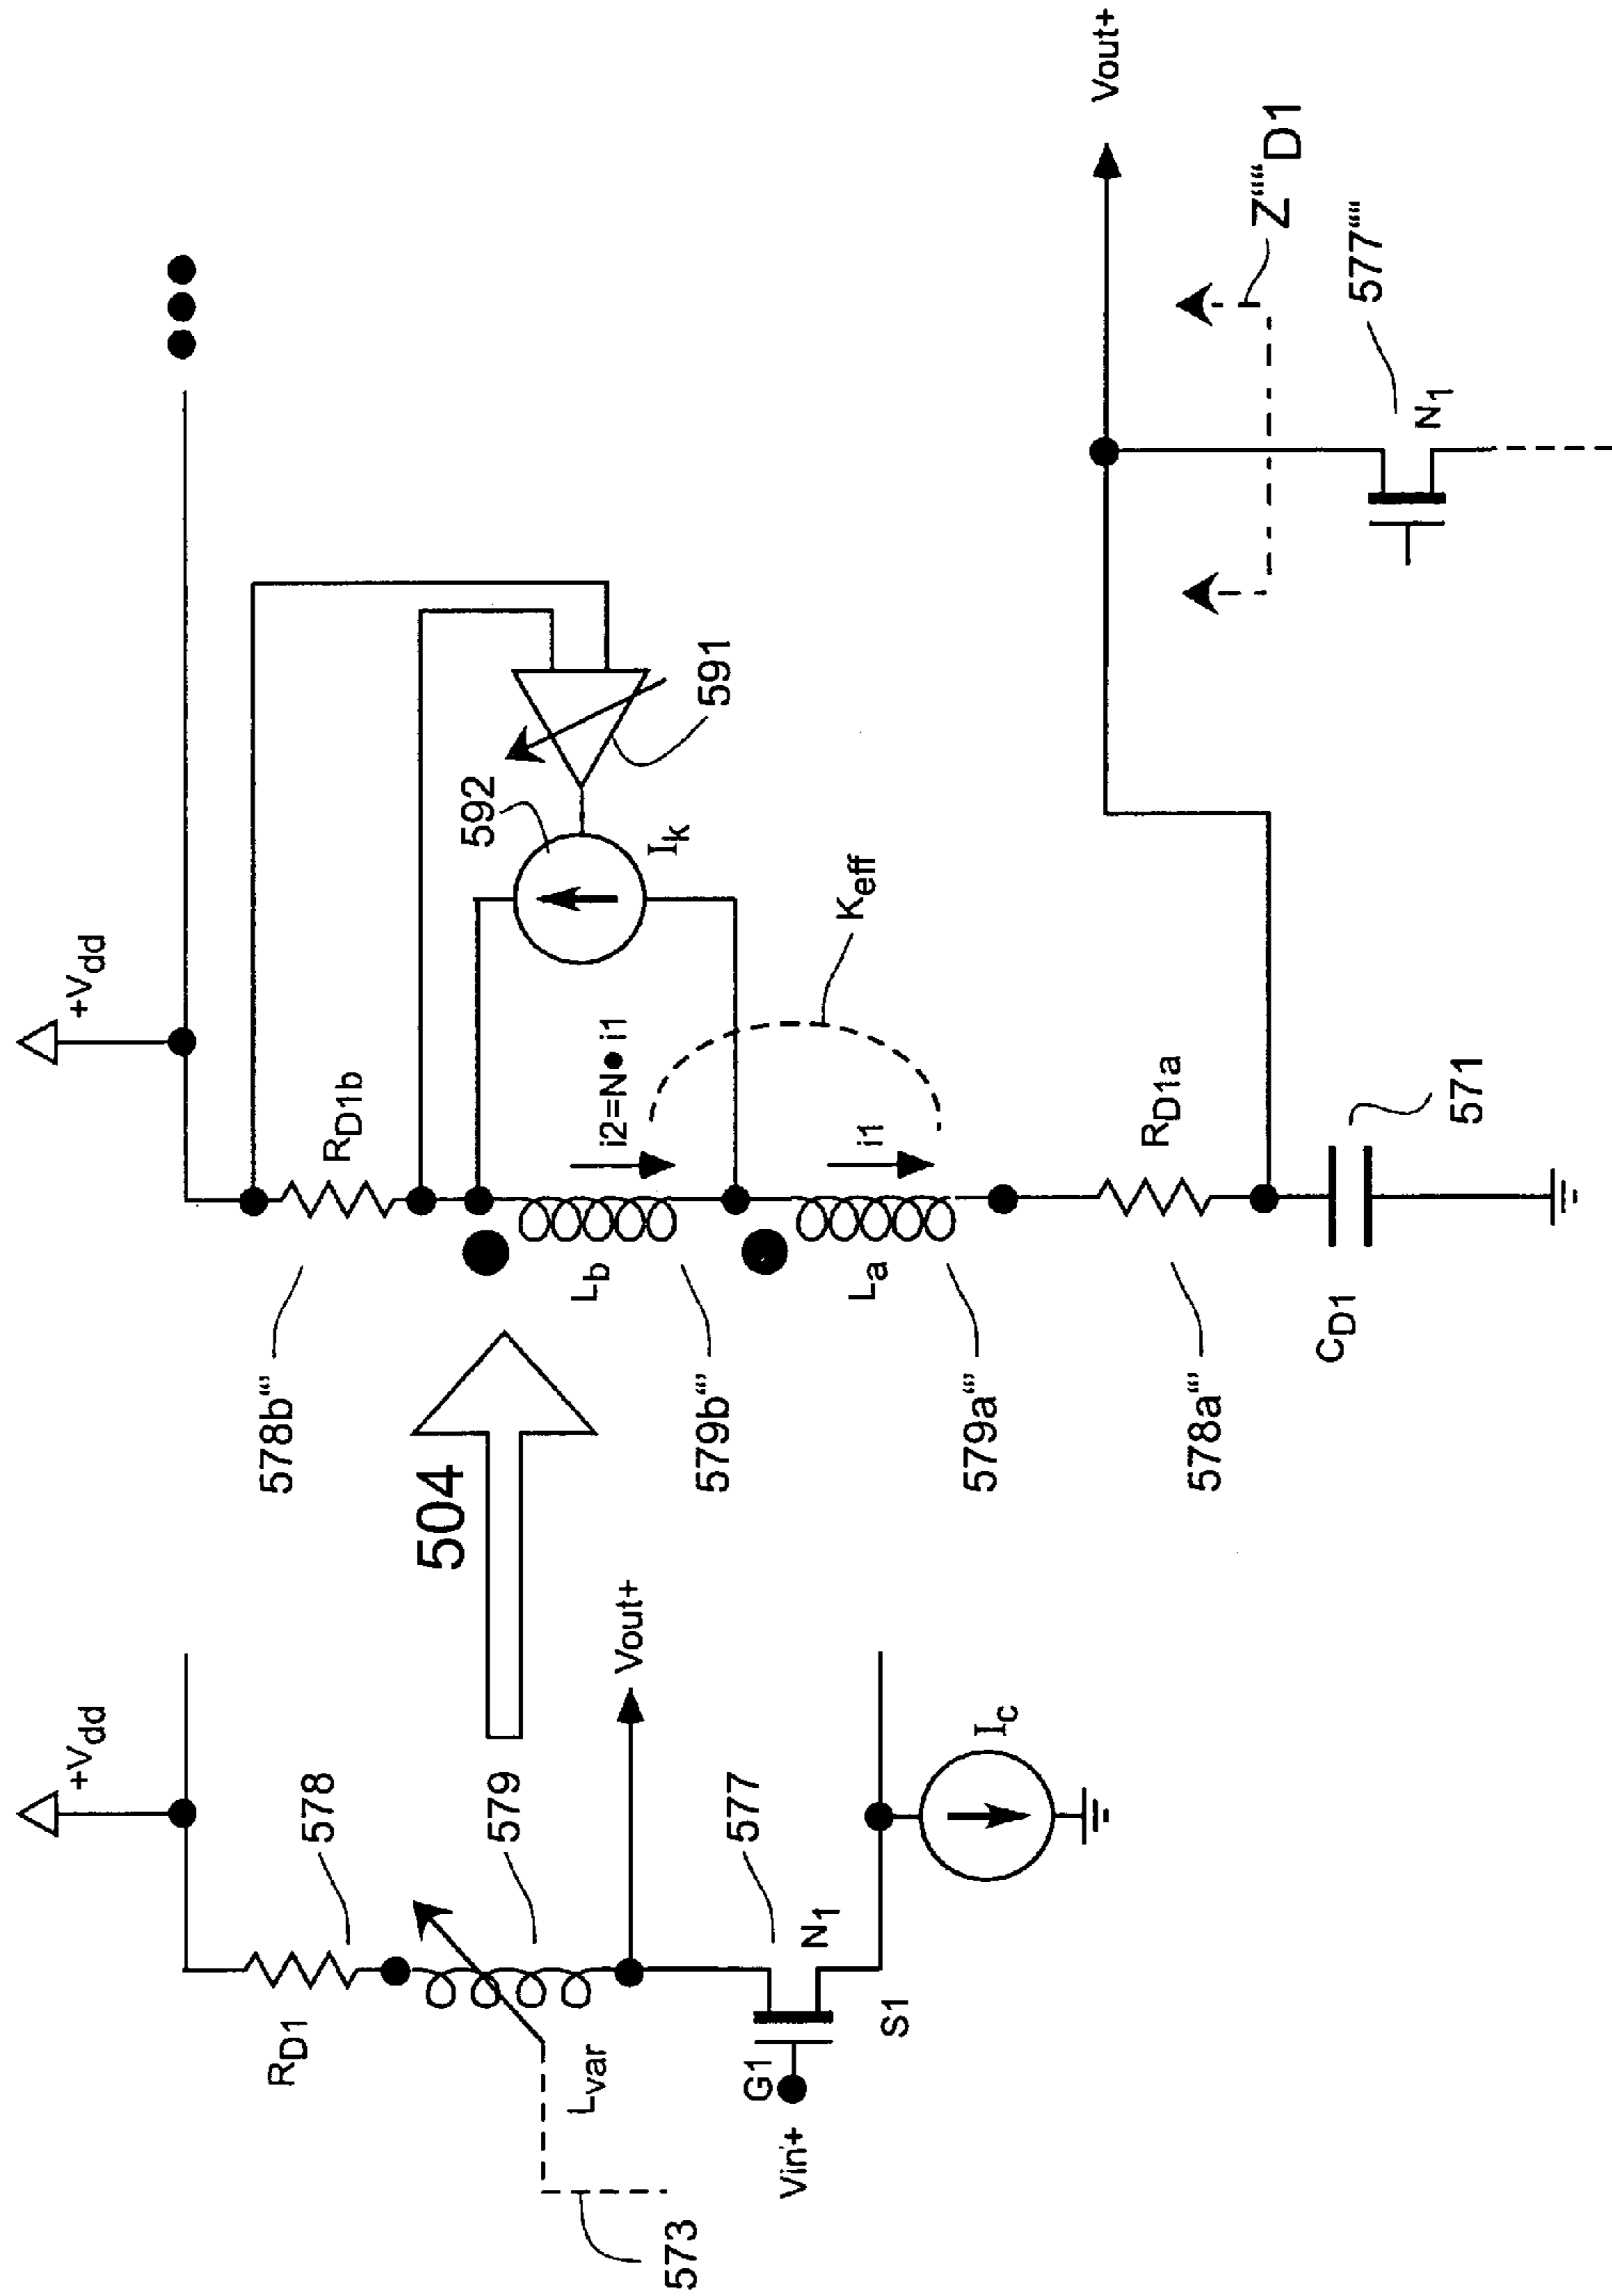 +Vdd
578
RD1
579
Lvar
573
Vout+
577
G1
Vin+
N1
S1
Ic
504
+Vdd
RD1b
578b""'
Lb
i2=N●i1
579b""'
592
Ik
591
Keff
La
i1
579a""'
RD1a
578a""'
CD1
571
Vout+
Z""''D1
577""''
N1